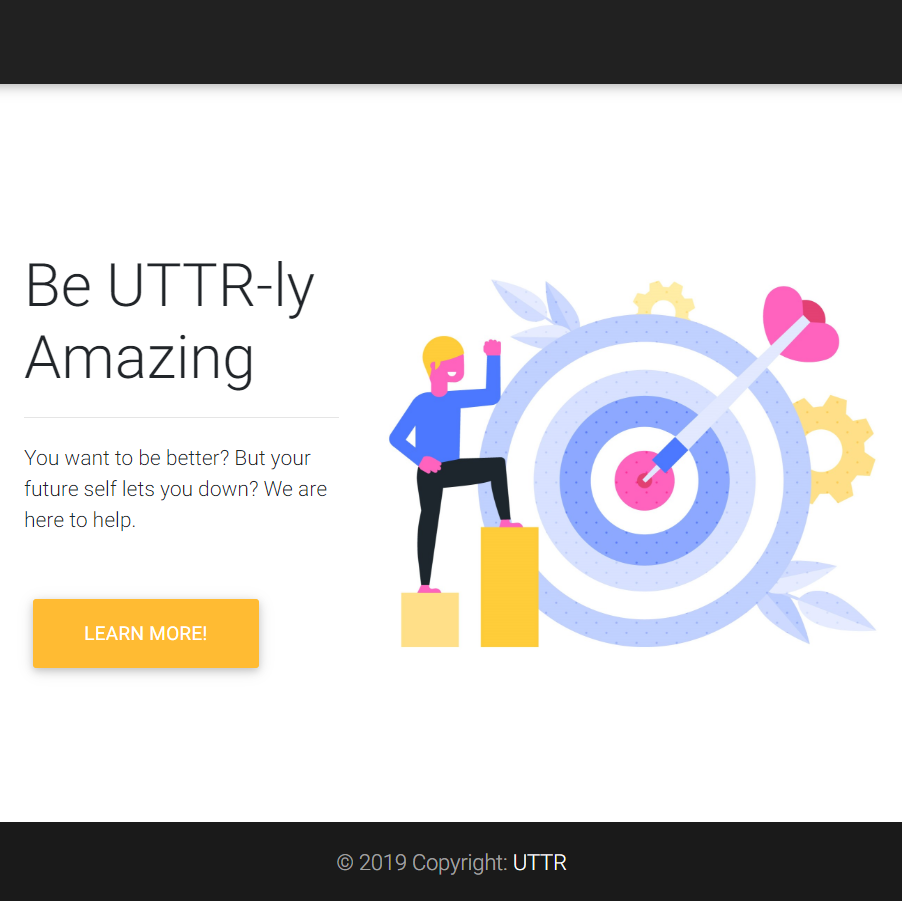 Be UTTR-ly
Amazing
You want to be better? But your
future self lets you down? We are
here to help.
LEARN MORE!
© 2019 Copyright: UTTR